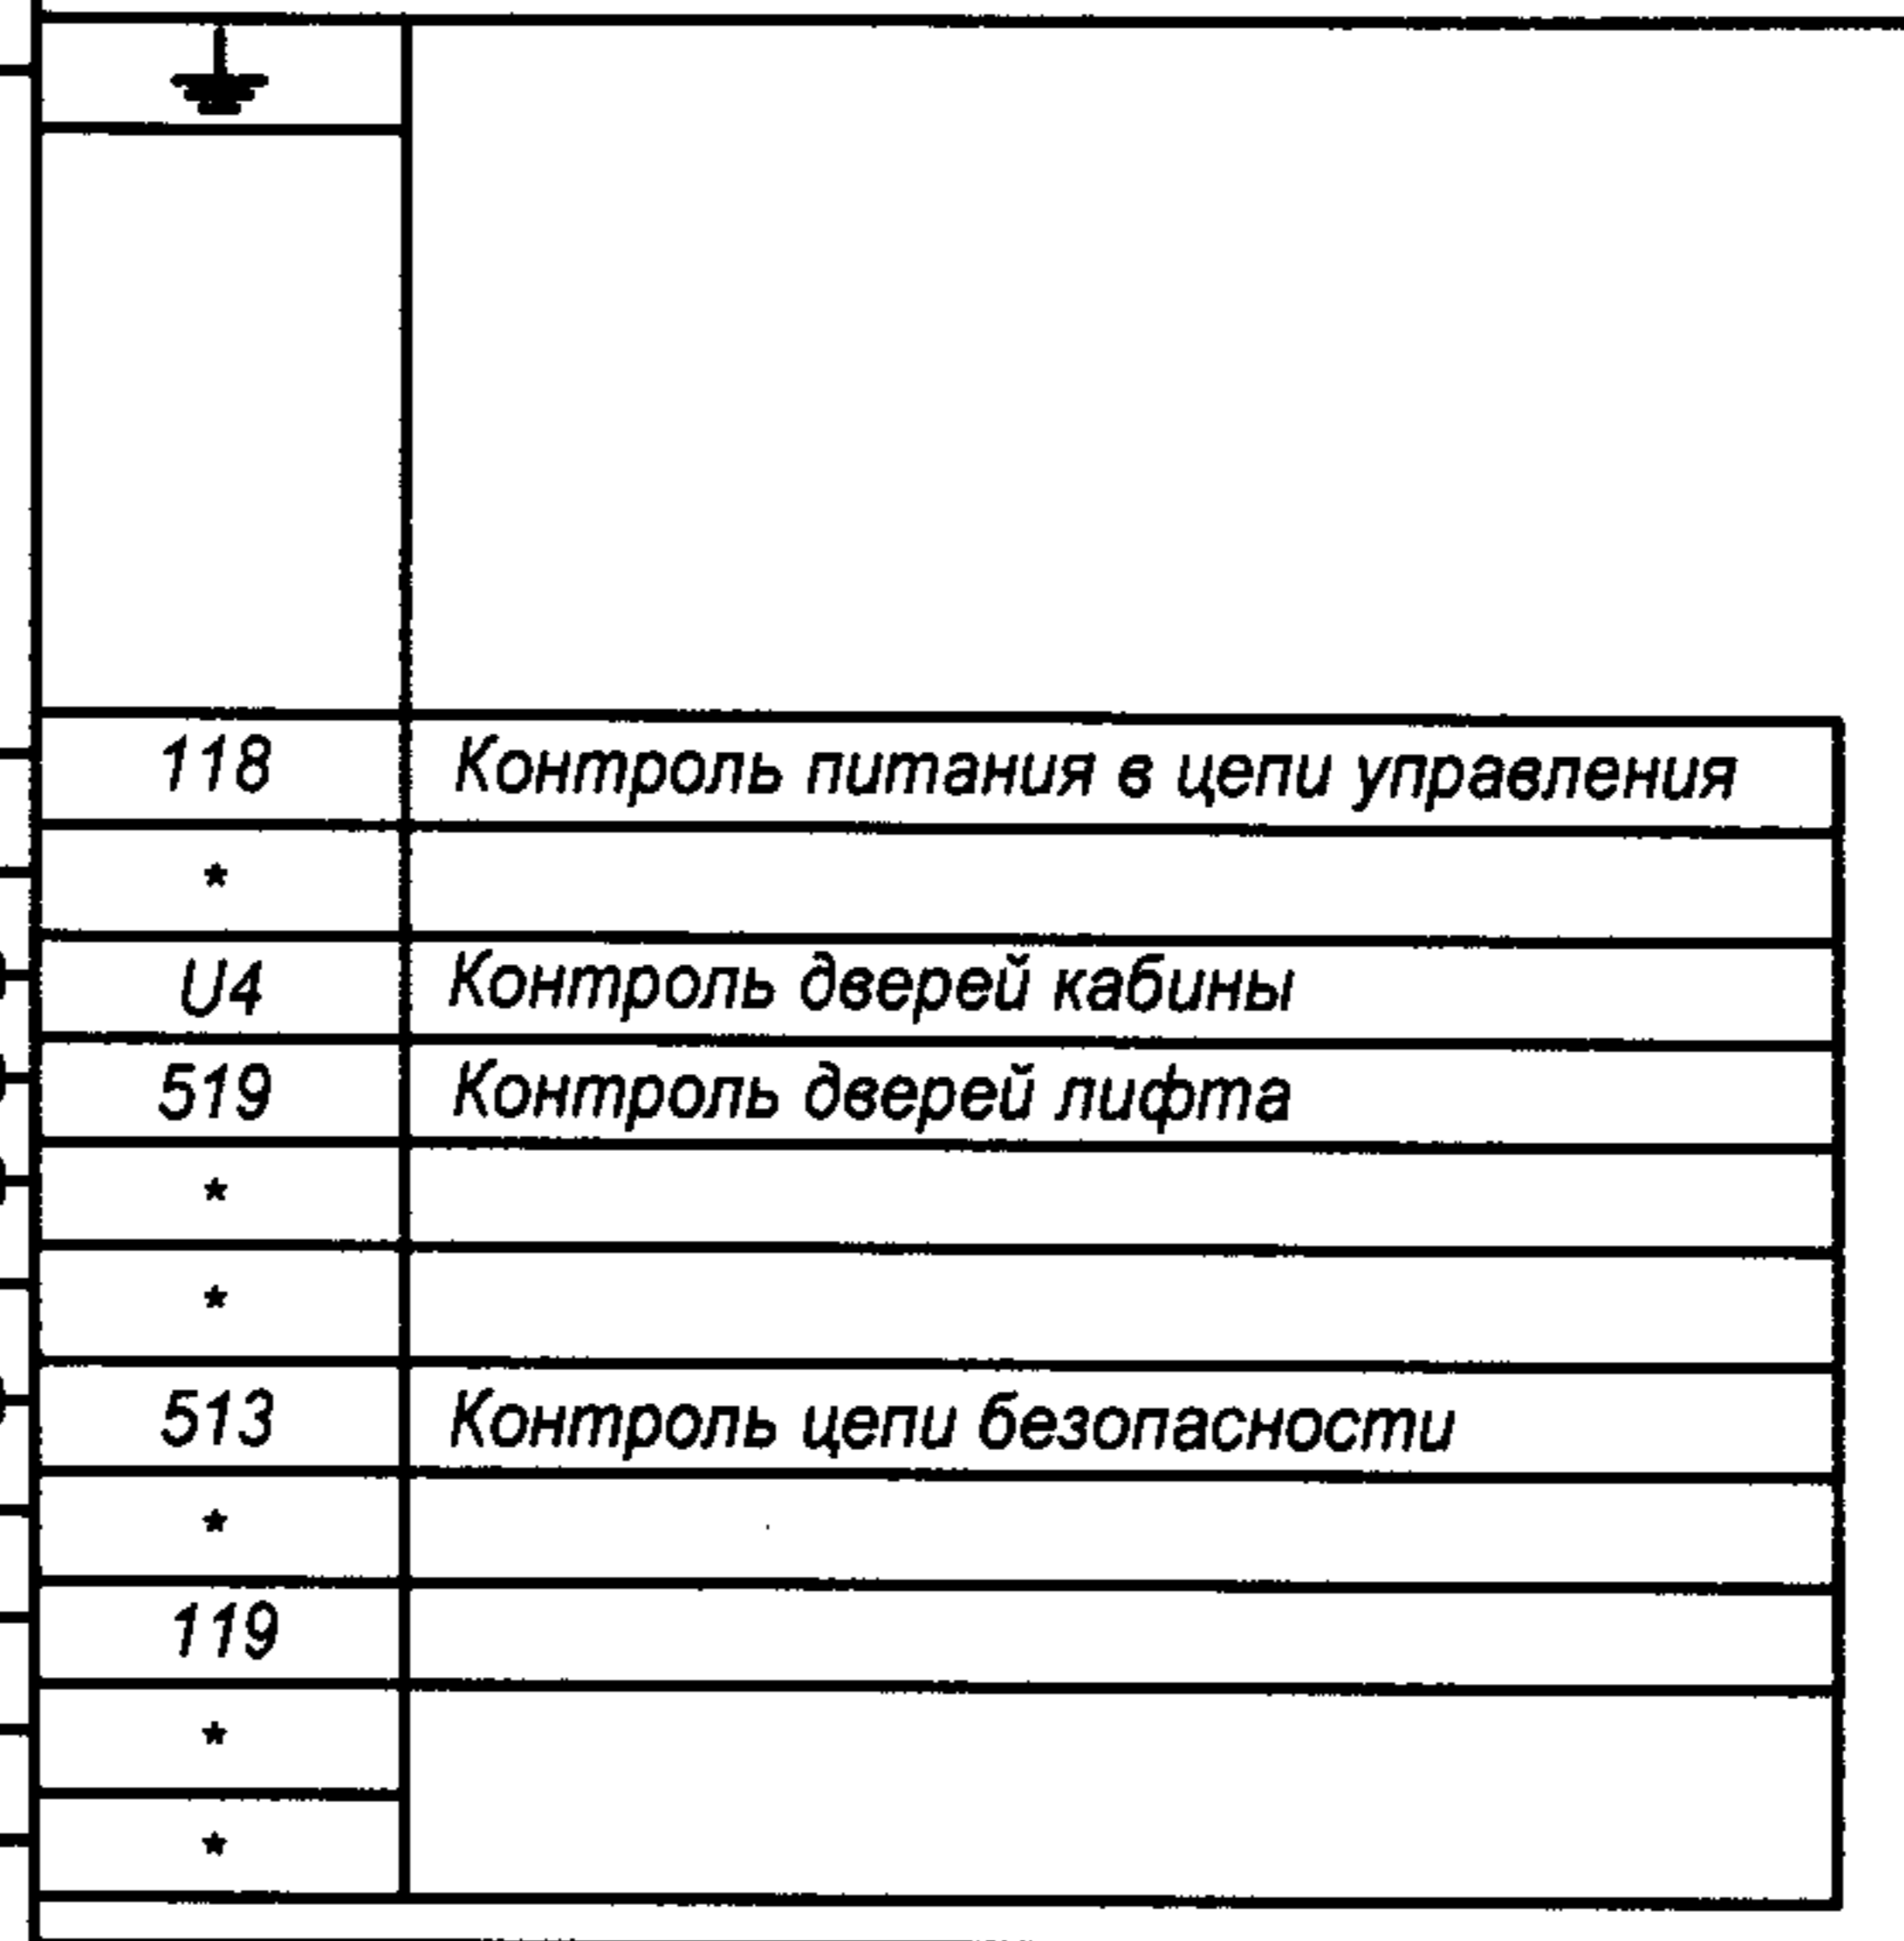 118 Контроль питания в цепи управления
*
U4 Контроль дверей кабины
519 Контроль дверей лифта
*
*
513 Контроль цепи безопасности
*
119
*
*